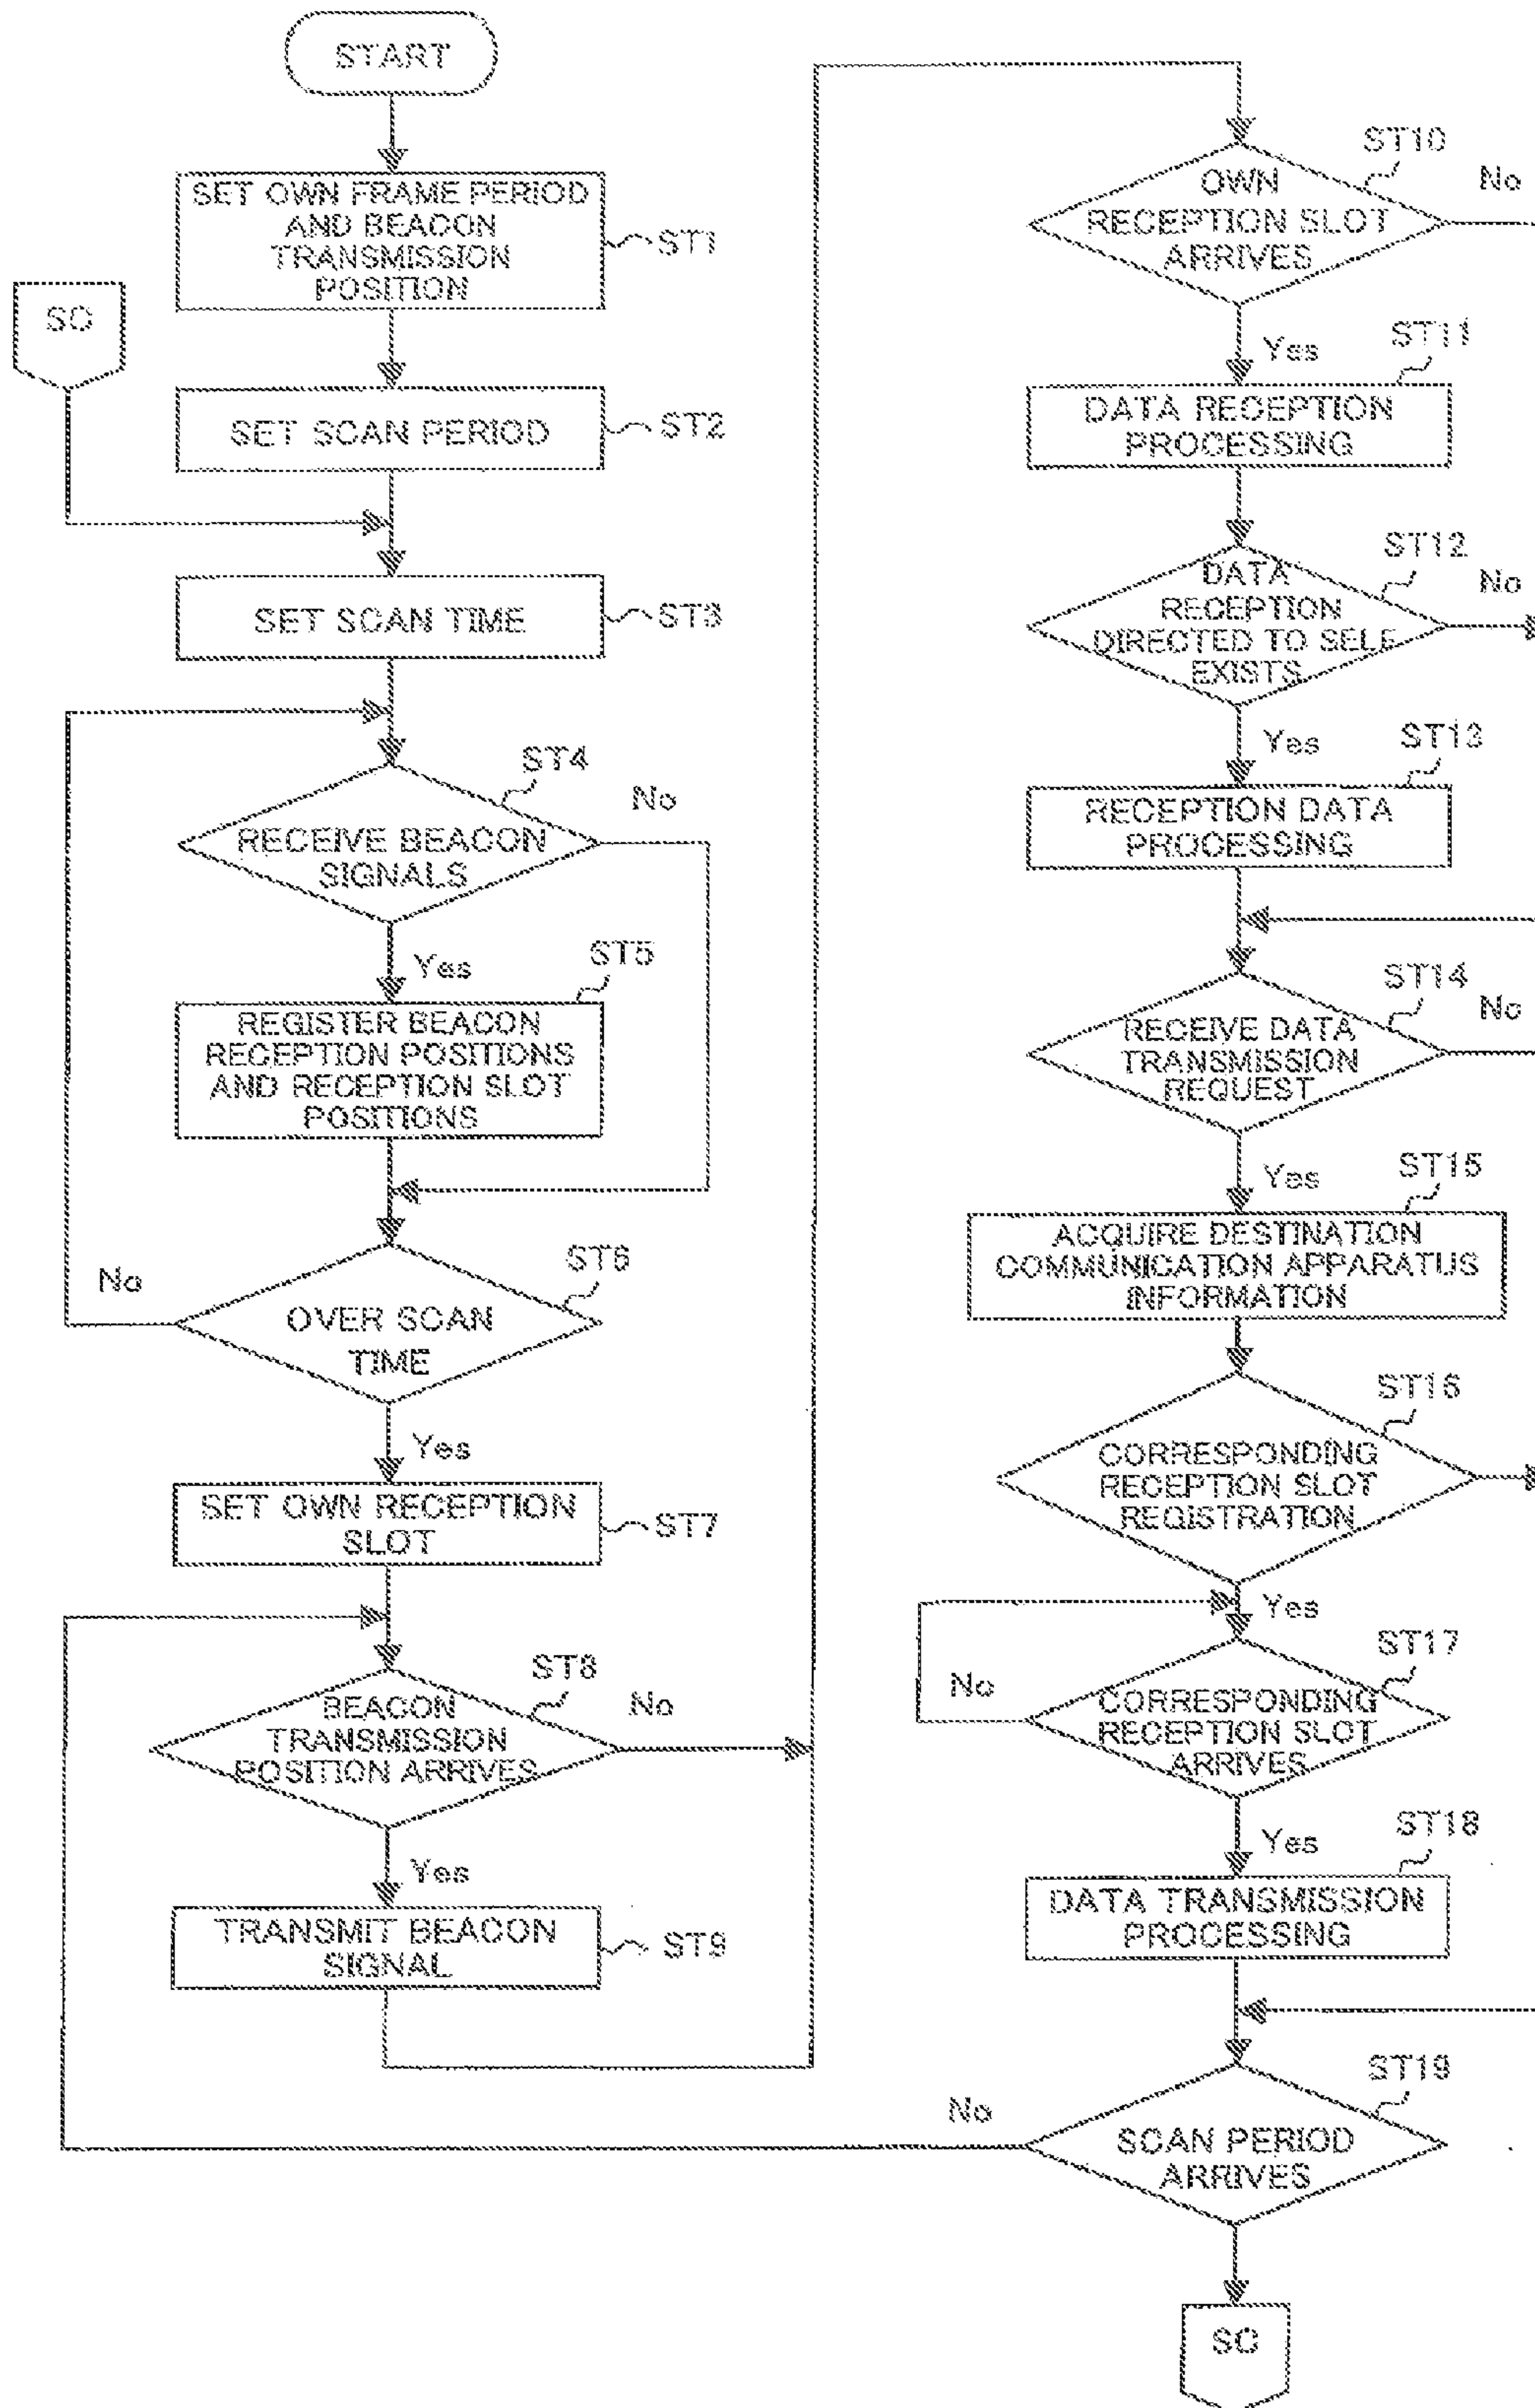 START
SET OWN FRAME PERIOD
AND BEACON
TRANSMISSION
POSITION
ST1
SC
SET SCAN PERIOD
ST2
SET SCAN TIME
ST3
ST4
No
RECEIVE BEACON
SIGNALS
Yes
ST5
REGISTER BEACON
RECEPTION POSITIONS
AND RECEPTION SLOT
POSITIONS
ST6
No
OVER SCAN
TIME
Yes
SET OWN RECEPTION
SLOT
ST7
ST8
No
BEACON
TRANSMISSION
POSITION ARRIVES
Yes
TRANSMIT BEACON
SIGNAL
ST9
ST10
No
OWN
RECEPTION SLOT
ARRIVES
Yes
ST11
DATA RECEPTION
PROCESSING
ST12
No
DATA
RECEPTION
DIRECTED TO SELF
EXISTS
Yes
ST13
RECEPTION DATA
PROCESSING
ST14
No
RECEIVE DATA
TRANSMISSION
REQUEST
Yes
ST15
ACQUIRE DESTINATION
COMMUNICATION APPARATUS
INFORMATION
ST16
CORRESPONDING
RECEPTION SLOT
REGISTRATION
Yes
ST17
No
CORRESPONDING
RECEPTION SLOT
ARRIVES
Yes
ST18
DATA TRANSMISSION
PROCESSING
ST19
No
SCAN PERIOD
ARRIVES
SC